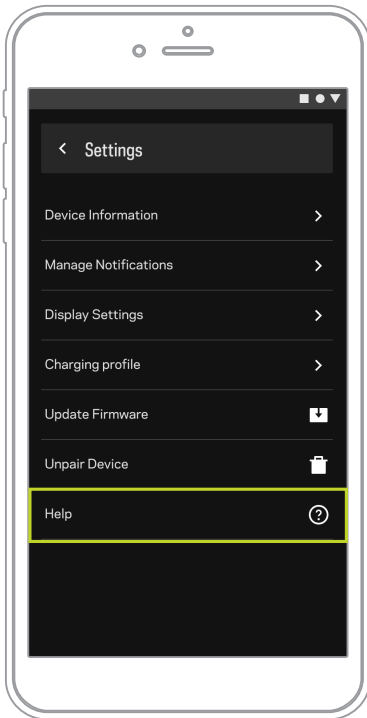 Settings
Device Information
Manage Notifications
Display Settings
Charging profile
Update Firmware
Unpair Device
Help